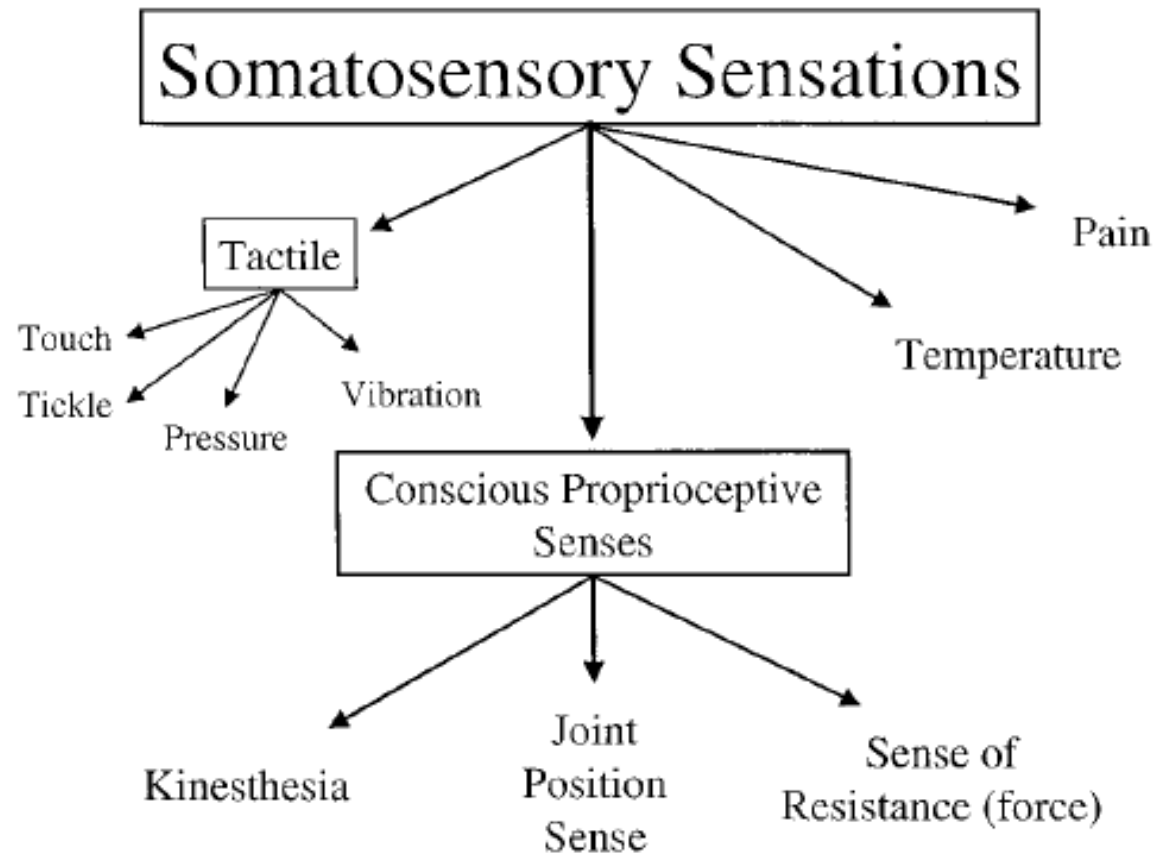 Somatosensory Sensations
Tactile
Pain
Touch
Tickle
Pressure
Vibration
Temperature
Conscious Proprioceptive
Senses
Kinesthesia
Joint
Position
Sense
Sense of
Resistance (force)